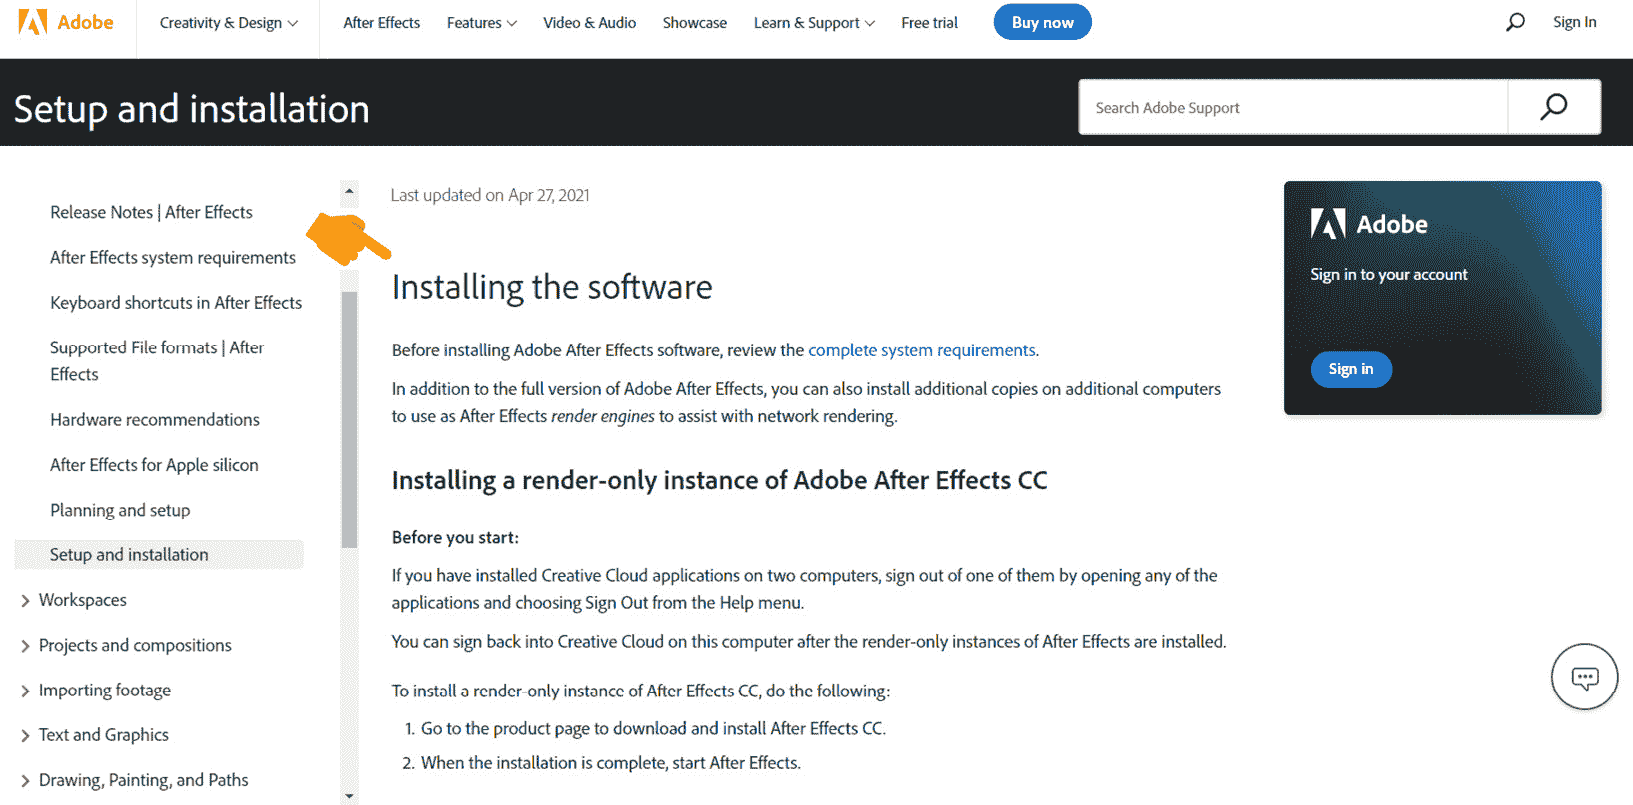 Adobe
Creativity & Design
After Effects
Features
Video & Audio
Showcase
Learn & Support
Free trial
Buy now
Sign In
Setup and installation
Search Adobe Support
Release Notes | After Effects
After Effects system requirements
Keyboard shortcuts in After Effects
Supported File formats | After
Effects
Hardware recommendations
After Effects for Apple silicon
Planning and setup
Setup and installation
Workspaces
Projects and compositions
Importing footage
Text and Graphics
Drawing, Painting, and Paths
Last updated on Apr 27, 2021
Installing the software
Before installing Adobe After Effects software, review the complete system requirements.
In addition to the full version of Adobe After Effects, you can also install additional copies on additional computers
to use as After Effects render engines to assist with network rendering.
Installing a render-only instance of Adobe After Effects CC
Before you start:
If you have installed Creative Cloud applications on two computers, sign out of one of them by opening any of the
applications and choosing Sign Out from the Help menu.
You can sign back into Creative Cloud on this computer after the render-only instances of After Effects are installed.
To install a render-only instance of After Effects CC, do the following:
1. Go to the product page to download and install After Effects CC.
2. When the installation is complete, start After Effects.
Adobe
Sign in to your account
Sign in